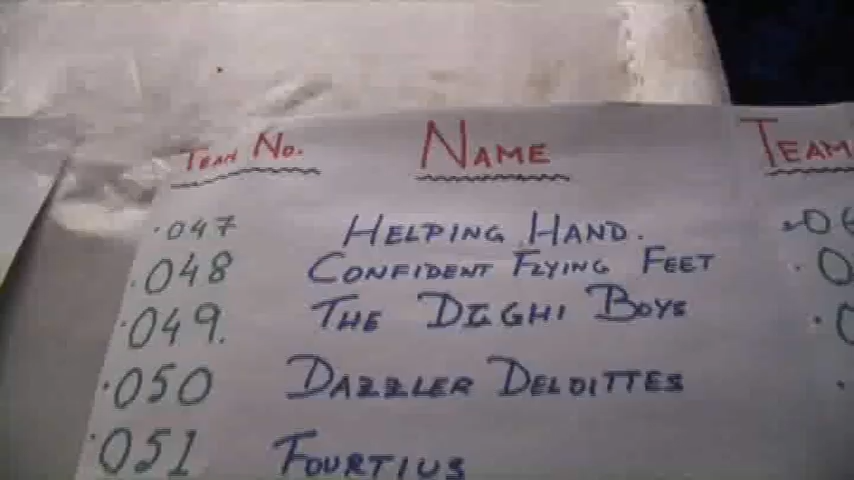 TEAM NO. NAME TEAM
.047 HELPING HAND.
.048 CONFIDENT FLYING FEET
.049. THE DIGHI BOYS
.050 DAZZLER DELOITTES
.051 FOURTIUS